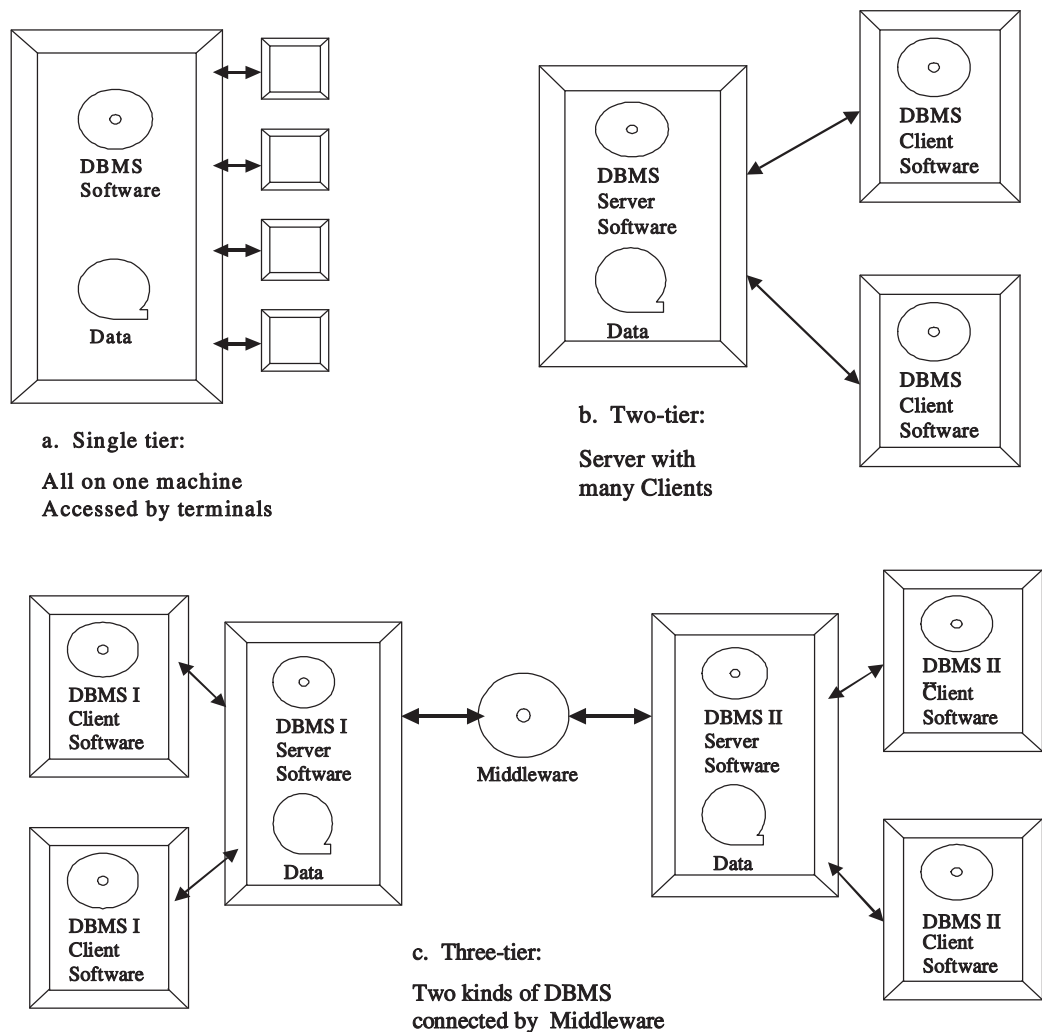 DBMS
Software
Data
a. Single tier:
All on one machine
Accessed by terminals
DBMS
Server
Software
Data
DBMS
Client
Software
DBMS
Client
Software
b. Two-tier:
Server with
many Clients
DBMS I
Client
Software
DBMS I
Client
Software
DBMS I
Server
Software
Data
Middleware
DBMS II
Server
Software
Data
DBMS II
Client
Software
DBMS II
Client
Software
c. Three-tier:
Two kinds of DBMS
connected by Middleware